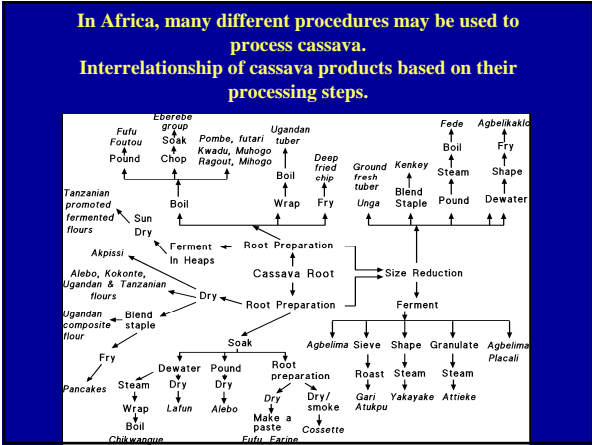 In Africa, many different procedures may be used to
process cassava.
Interrelationship of cassava products based on their
processing steps.
Eberebe
group
Fufu
Foutou
Soak
Pound
Chop
Pombe, futari
Kwadu, Muhogo
Ragout, Mihogo
Ugandan
tuber
Boil
Wrap
Deep
fried
chip
Fry
Boil
Ground
fresh
tuber
Unga
Kenkey
Blend
Staple
Fede
Boil
Steam
Pound
Agbelikaklo
Fry
Shape
Dewater
Tanzanian
promoted
fermented
flours
Sun
Dry
Ferment
In Heaps
Root Preparation
Akpissi
Cassava Root
Size Reduction
Alebo, Kokonte,
Ugandan & Tanzanian
flours
Dry
Root Preparation
Ferment
Ugandan
composite
flour
Blend
staple
Fry
Pancakes
Soak
Agbelima
Sieve
Shape
Granulate
Agbelima
Placali
Roast
Steam
Steam
Gari
Atukpu
Yakayake
Attieke
Dewater
Pound
Root
preparation
Steam
Dry
Dry
Wrap
Lafun
Alebo
Dry
Dry/
smoke
Boil
Make a
paste
Cossette
Chikwangue
Fufu, Farine